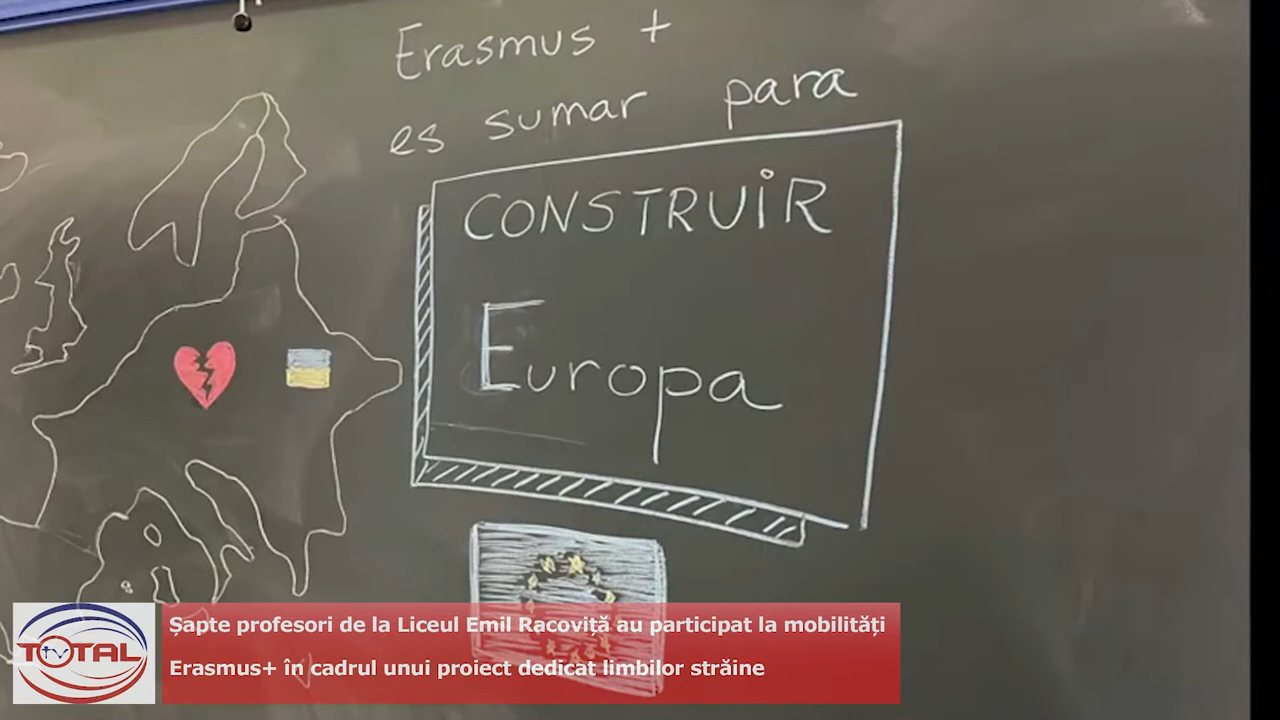 Erasmus +
es sumar para
CONSTRUiR
Europa
TOTAL
tv
Șapte profesori de la Liceul Emil Racoviță au participat la mobilități
Erasmus+ în cadrul unui proiect dedicat limbilor străine